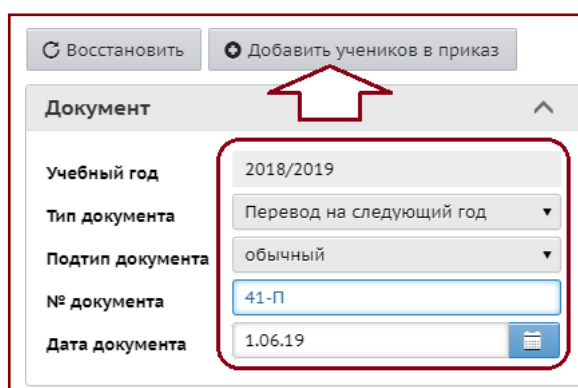 Восстановить Добавить учеников в приказ
Документ
Учебный год 2018/2019
Тип документа Перевод на следующий год
Подтип документа обычный
№ документа 41-П
Дата документа 1.06.19